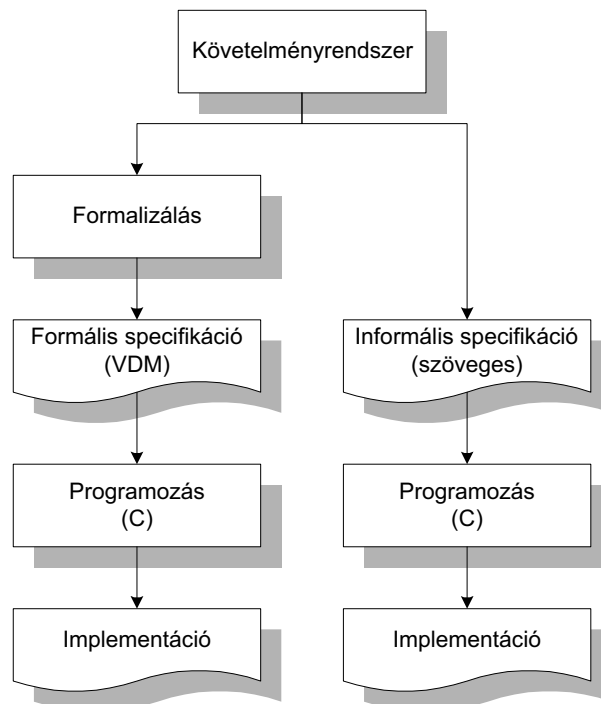 Követelményrendszer
Formalizálás
Formális specifikáció
(VDM)
Informális specifikáció
(szöveges)
Programozás
(C)
Programozás
(C)
Implementáció
Implementáció